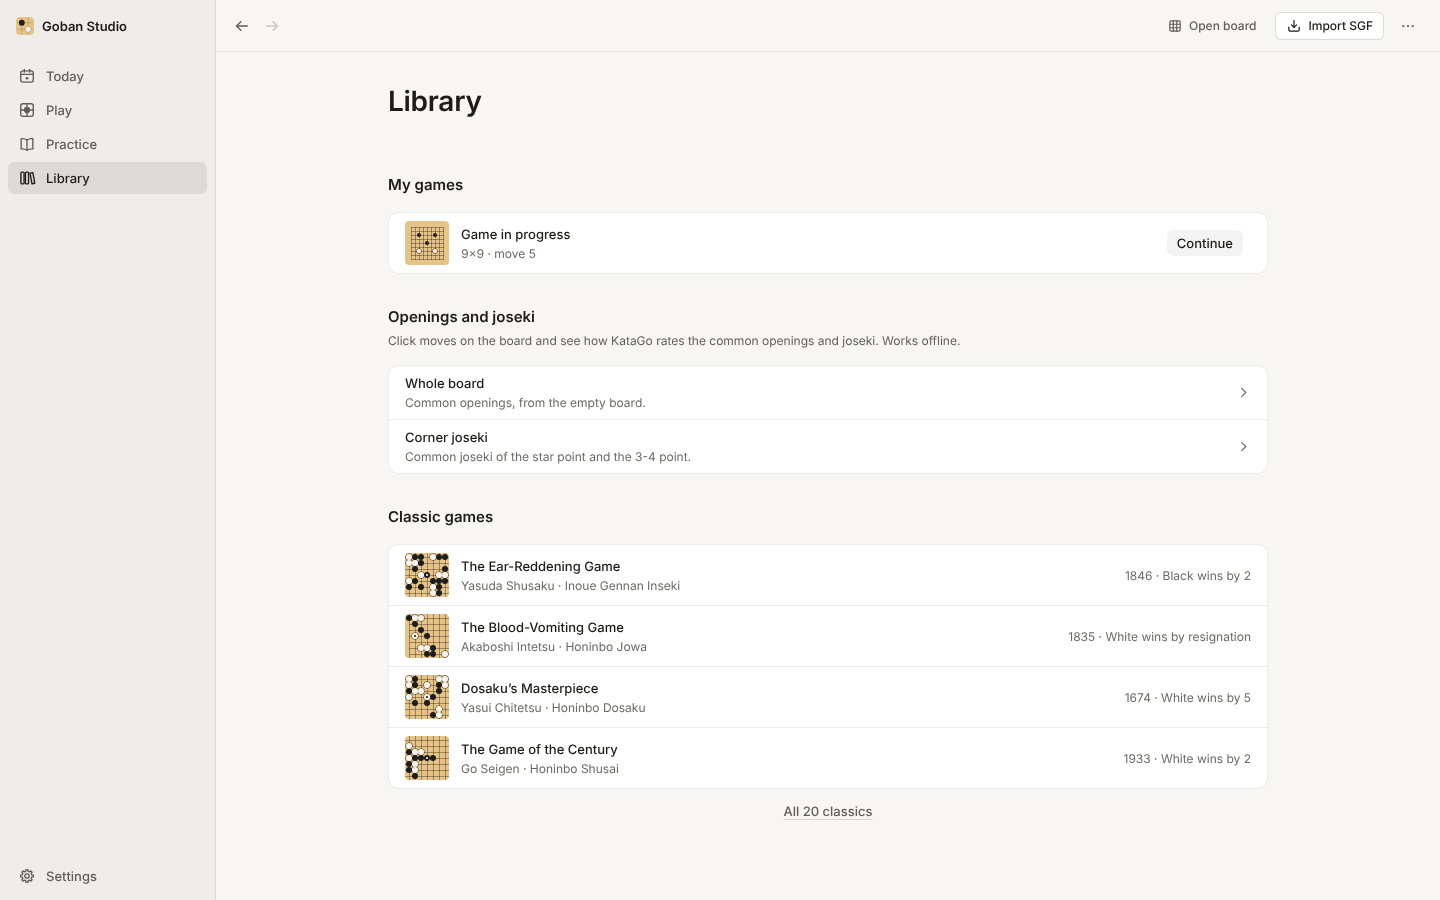 Goban Studio
Open board
Import SGF
Today
Play
Practice
Library
Settings
Library
My games
Game in progress
9×9 · move 5
Continue
Openings and joseki
Click moves on the board and see how KataGo rates the common openings and joseki. Works offline.
Whole board
Common openings, from the empty board.
Corner joseki
Common joseki of the star point and the 3-4 point.
Classic games
The Ear-Reddening Game
Yasuda Shusaku · Inoue Gennan Inseki
1846 · Black wins by 2
The Blood-Vomiting Game
Akaboshi Intetsu · Honinbo Jowa
1835 · White wins by resignation
Dosaku’s Masterpiece
Yasui Chitetsu · Honinbo Dosaku
1674 · White wins by 5
The Game of the Century
Go Seigen · Honinbo Shusai
1933 · White wins by 2
All 20 classics